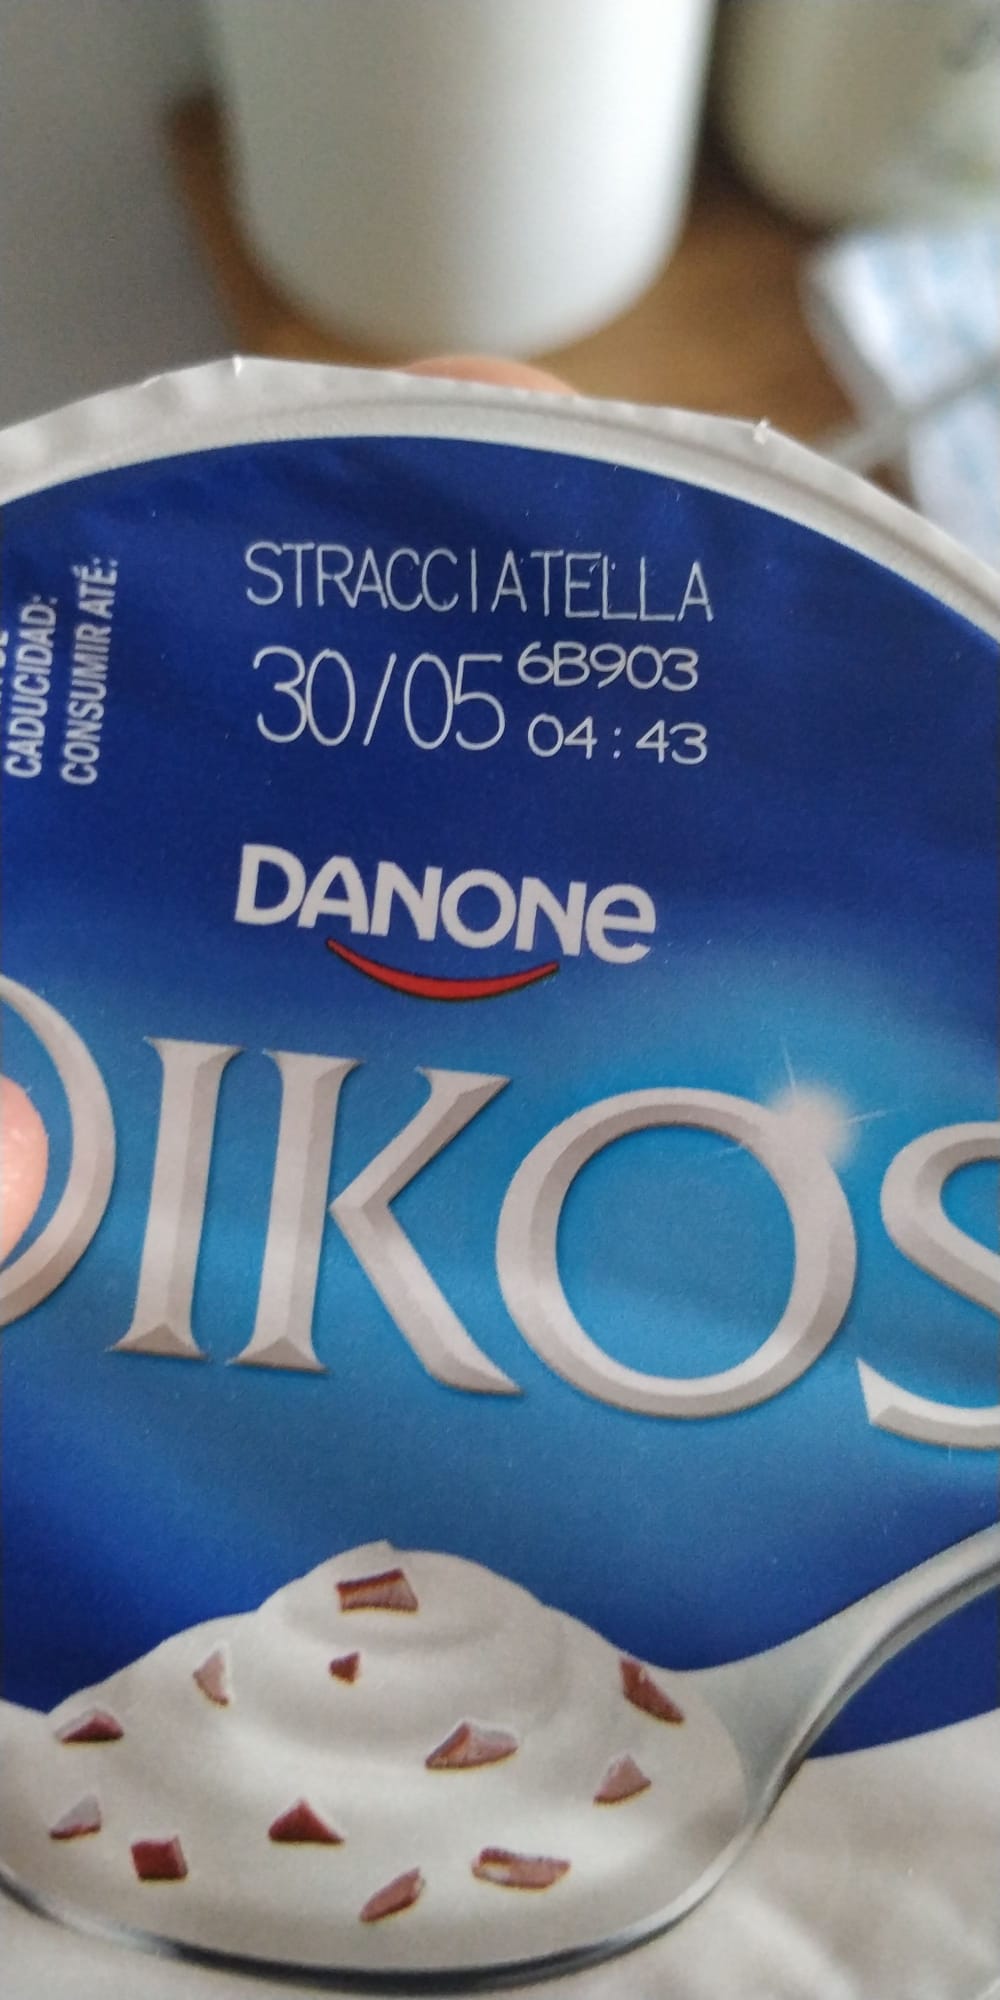 CADUCIDAD:
CONSUMIR ATÉ:
STRACCIATELLA
30/05 6B903
04:43
DANONE
OIKOS